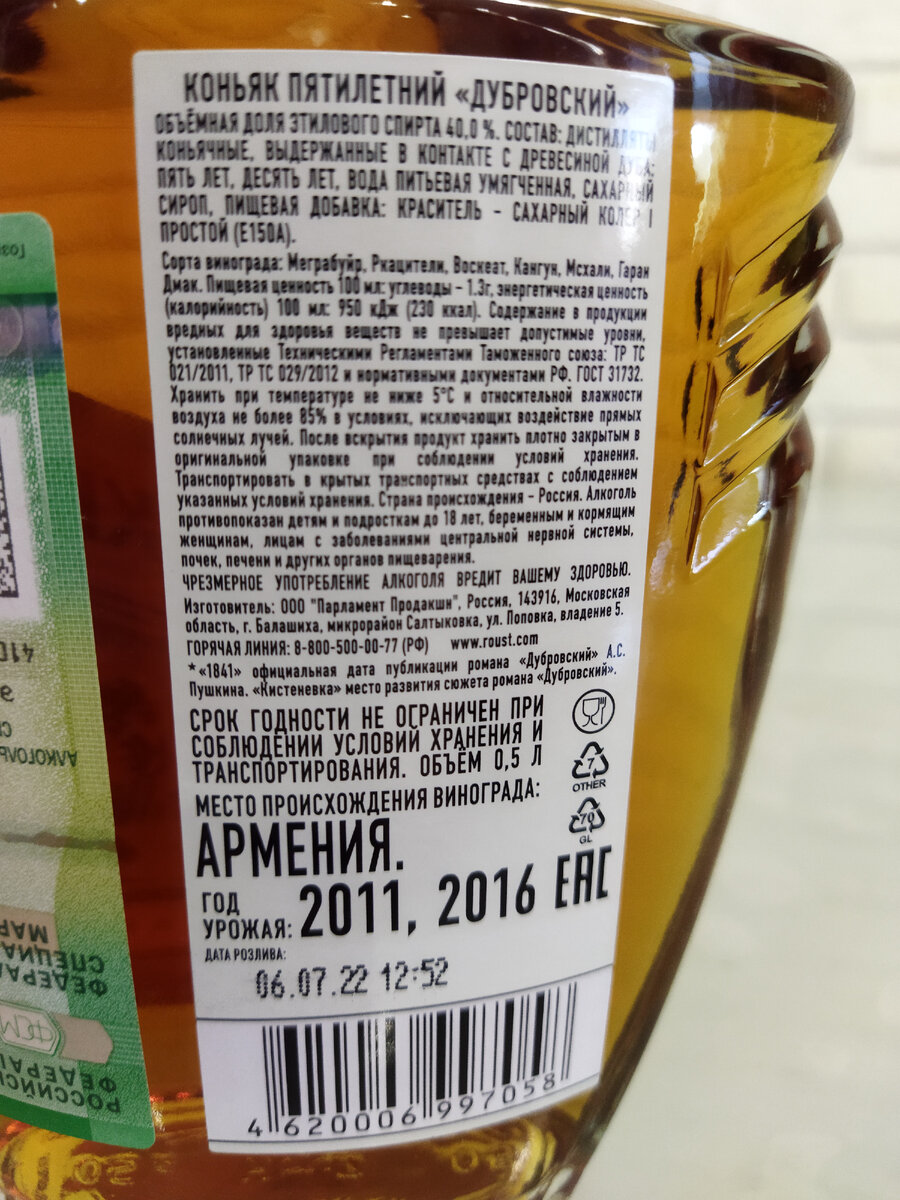 КОНЬЯК ПЯТИЛЕТНИЙ «ДУБРОВСКИЙ»
ОБЪЁМНАЯ ДОЛЯ ЭТИЛОВОГО СПИРТА 40,0 %. СОСТАВ: ДИСТИЛЛЯТЫ
КОНЬЯЧНЫЕ, ВЫДЕРЖАННЫЕ В КОНТАКТЕ С ДРЕВЕСИНОЙ ДУБА:
ПЯТЬ ЛЕТ, ДЕСЯТЬ ЛЕТ, ВОДА ПИТЬЕВАЯ УМЯГЧЕННАЯ, САХАРНЫЙ
СИРОП, ПИЩЕВАЯ ДОБАВКА: КРАСИТЕЛЬ – САХАРНЫЙ КОЛЕР I
ПРОСТОЙ (Е150А).
Сорта винограда: Меграбуйр, Ркацители, Воскеат, Кангун, Мсхали, Гаран
Дмак. Пищевая ценность 100 мл: углеводы – 1.3г, энергетическая ценность
(калорийность) 100 мл: 950 кДж (230 ккал). Содержание в продукции
вредных для здоровья веществ не превышает допустимые уровни,
установленные Техническими Регламентами Таможенного союза: ТР ТС
021/2011, ТР ТС 029/2012 и нормативными документами РФ. ГОСТ 31732.
Хранить при температуре не ниже 5°С и относительной влажности
воздуха не более 85% в условиях, исключающих воздействие прямых
солнечных лучей. После вскрытия продукт хранить плотно закрытым в
оригинальной упаковке при соблюдении условий хранения.
Транспортировать в крытых транспортных средствах с соблюдением
указанных условий хранения. Страна происхождения – Россия. Алкоголь
противопоказан детям и подросткам до 18 лет, беременным и кормящим
женщинам, лицам с заболеваниями центральной нервной системы,
почек, печени и других органов пищеварения.
ЧРЕЗМЕРНОЕ УПОТРЕБЛЕНИЕ АЛКОГОЛЯ ВРЕДИТ ВАШЕМУ ЗДОРОВЬЮ.
Изготовитель: ООО "Парламент Продакшн", Россия, 143916, Московская
область, г. Балашиха, микрорайон Салтыковка, ул. Поповка, владение 5.
ГОРЯЧАЯ ЛИНИЯ: 8-800-500-00-77 (РФ) www.roust.com
*«1841» официальная дата публикации романа «Дубровский» А.С.
Пушкина. «Кистеневка» место развития сюжета романа «Дубровский».
СРОК ГОДНОСТИ НЕ ОГРАНИЧЕН ПРИ
СОБЛЮДЕНИИ УСЛОВИЙ ХРАНЕНИЯ И
ТРАНСПОРТИРОВАНИЯ. ОБЪЁМ 0,5 Л
7
OTHER
70
GL
МЕСТО ПРОИСХОЖДЕНИЯ ВИНОГРАДА:
АРМЕНИЯ.
ГОД
УРОЖАЯ: 2011, 2016 EAC
ДАТА РОЗЛИВА:
06.07.22 12:52
4 620006 997058
410
МАР
СПЕЦИА
ФЕДЕРА
ФСМ
ФЕДЕРА
РОССИЙС